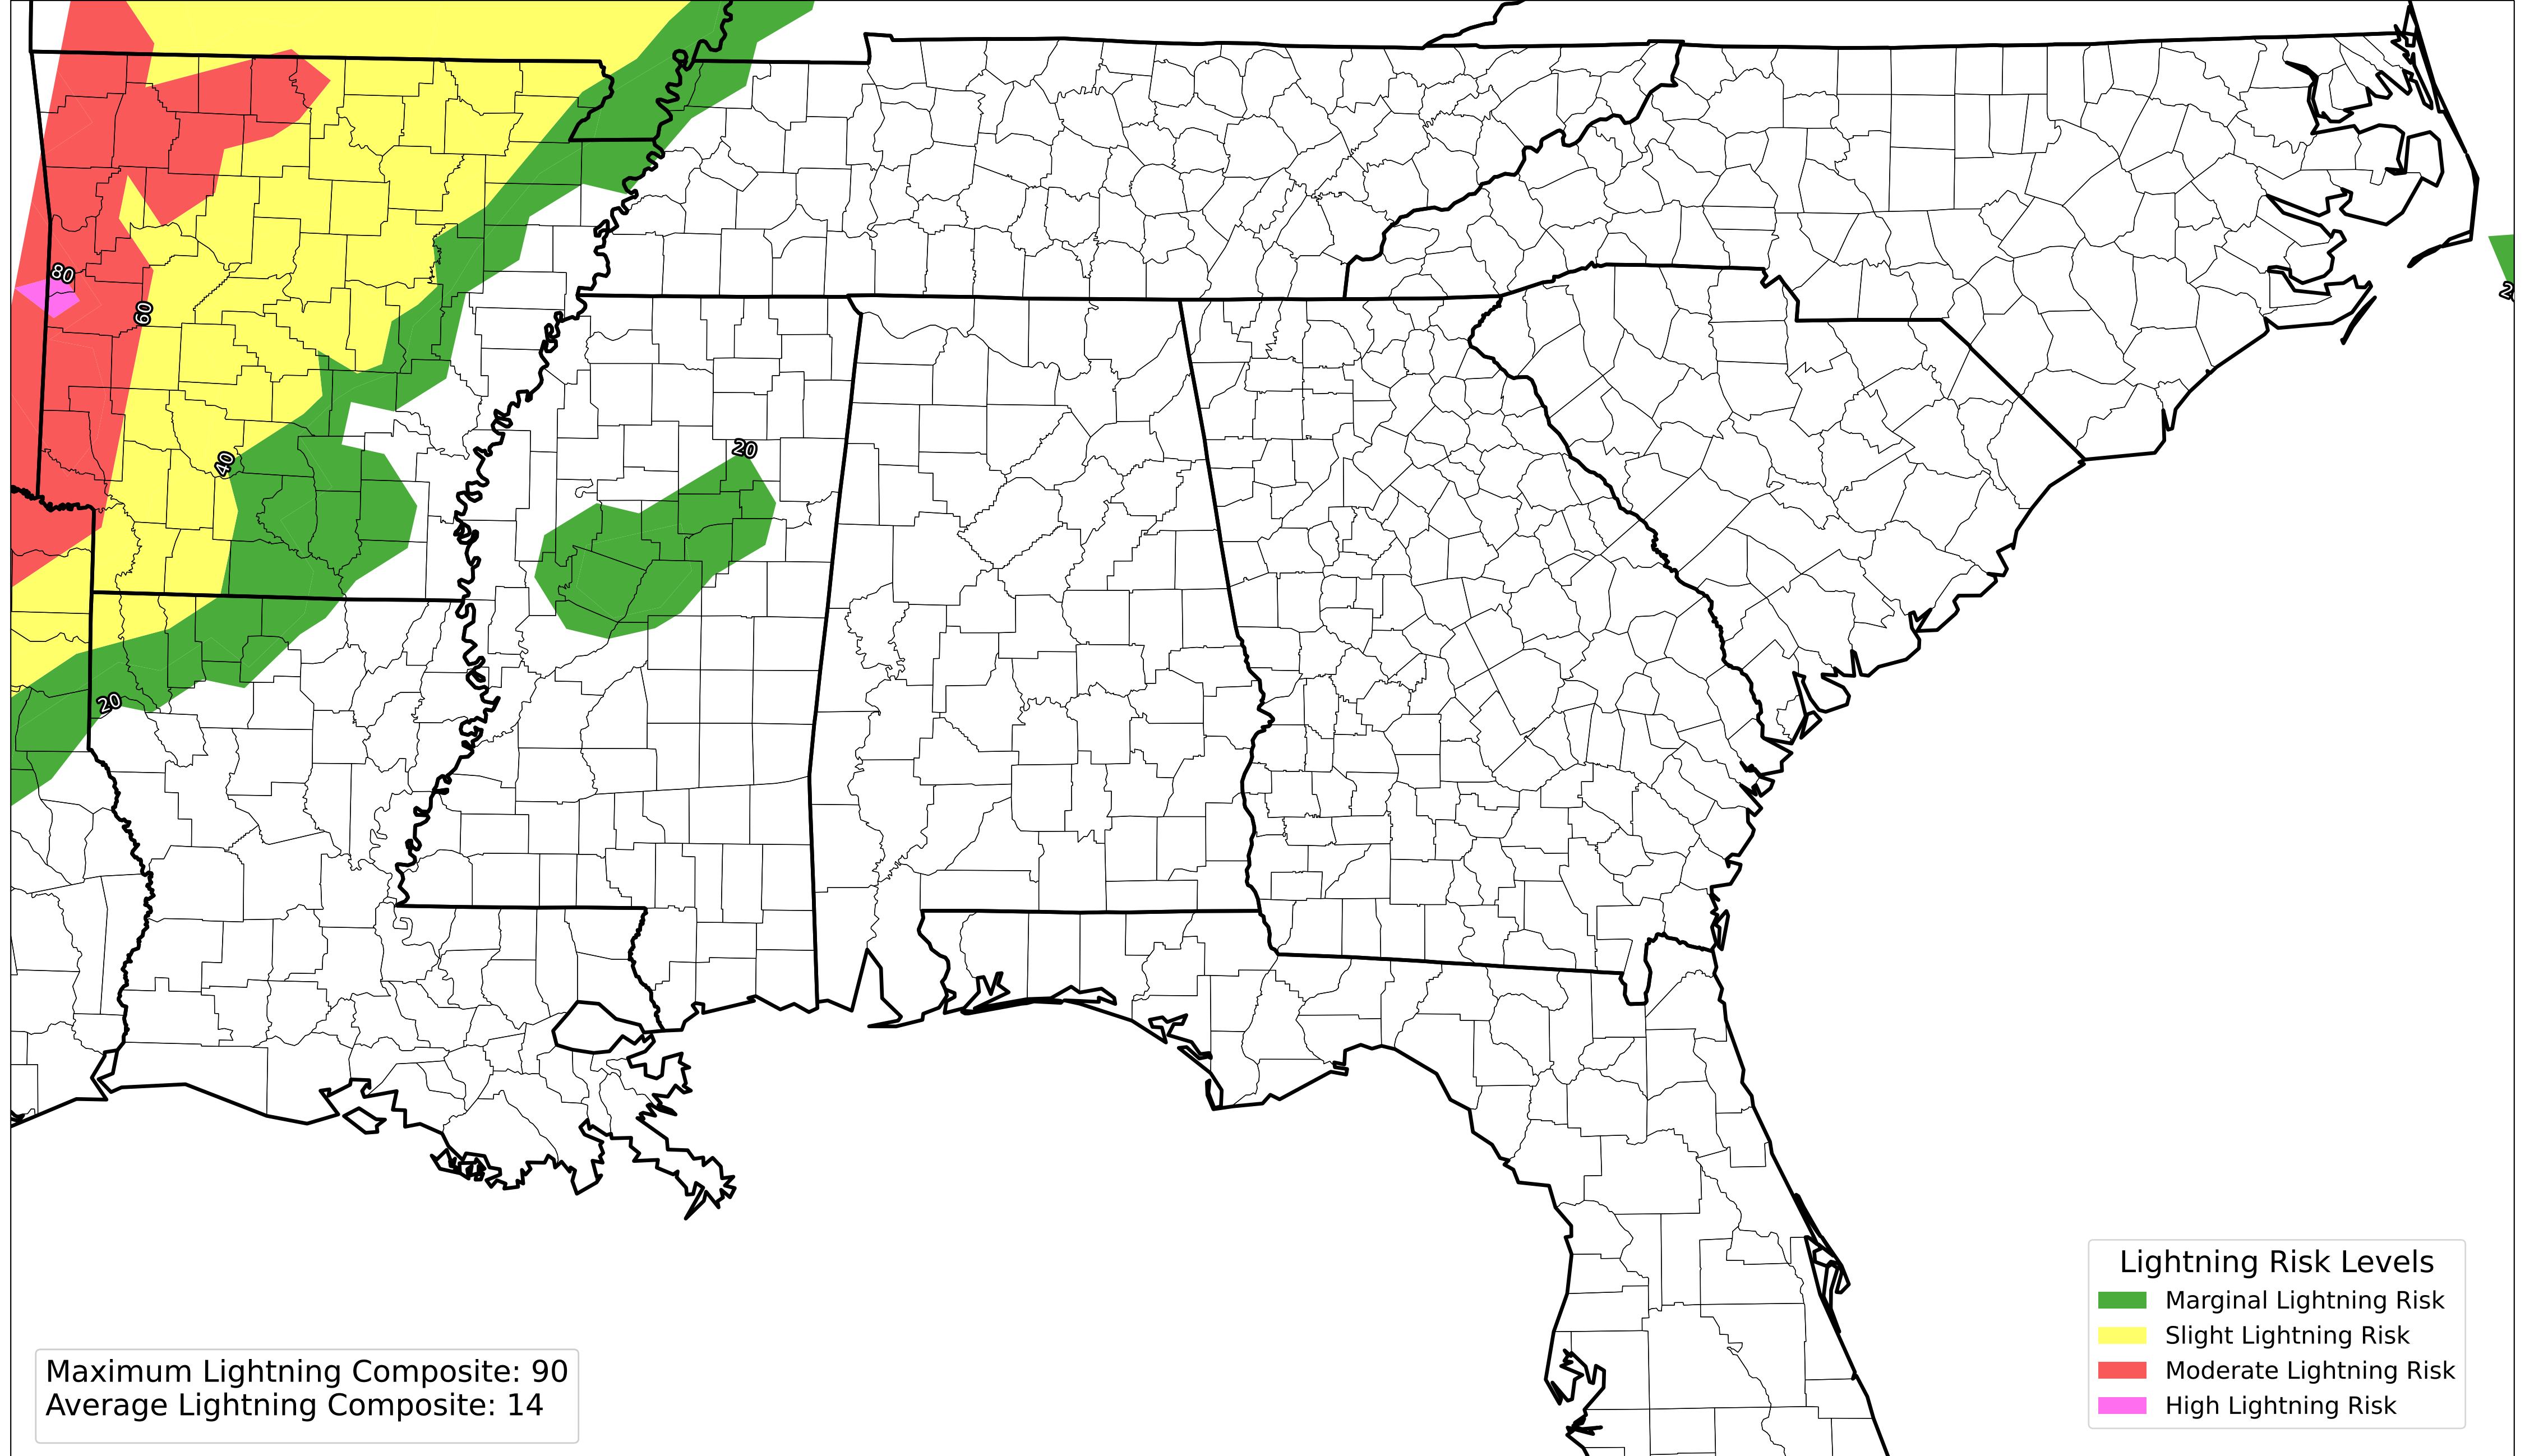 80
60
20
40
20
Lightning Risk Levels
Marginal Lightning Risk
Slight Lightning Risk
Moderate Lightning Risk
High Lightning Risk
Maximum Lightning Composite: 90
Average Lightning Composite: 14